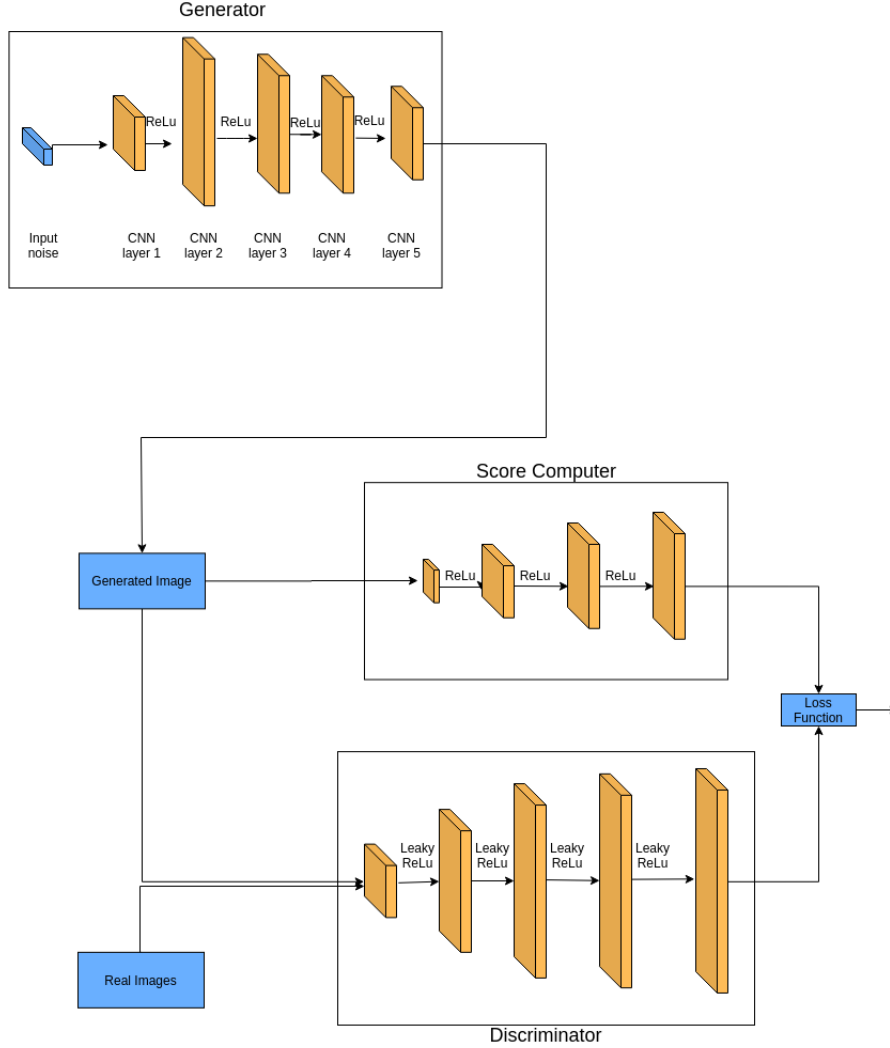 Generator
ReLu
ReLu
ReLu
ReLu
Input
noise
CNN
layer 1
CNN
layer 2
CNN
layer 3
CNN
layer 4
CNN
layer 5
Score Computer
Generated Image
ReLu
ReLu
ReLu
Loss
Function
Leaky
ReLu
Leaky
ReLu
Leaky
ReLu
Leaky
ReLu
Real Images
Discriminator